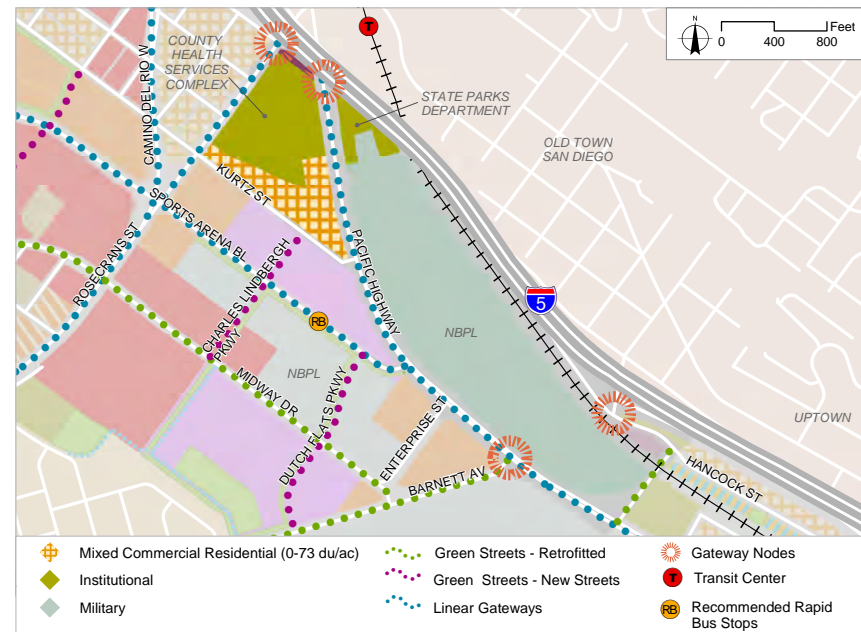 COUNTY
HEALTH
SERVICES
COMPLEX
T
N
0 400 800
Feet
STATE PARKS
DEPARTMENT
OLD TOWN
SAN DIEGO
CAMINO DEL RIO W
KURTZ ST
SPORTS ARENA BL
ROSECRANS ST
CHARLES LINDBERGH
PKWY
PACIFIC HIGHWAY
5
RB
NBPL
NBPL
MIDWAY DR
DUTCH FLATS PKWY
ENTERPRISE ST
BARNETT AV
UPTOWN
HANCOCK ST
Mixed Commercial Residential (0-73 du/ac)
Institutional
Military
Green Streets - Retrofitted
Green Streets - New Streets
Linear Gateways
Gateway Nodes
T Transit Center
RB Recommended Rapid
Bus Stops